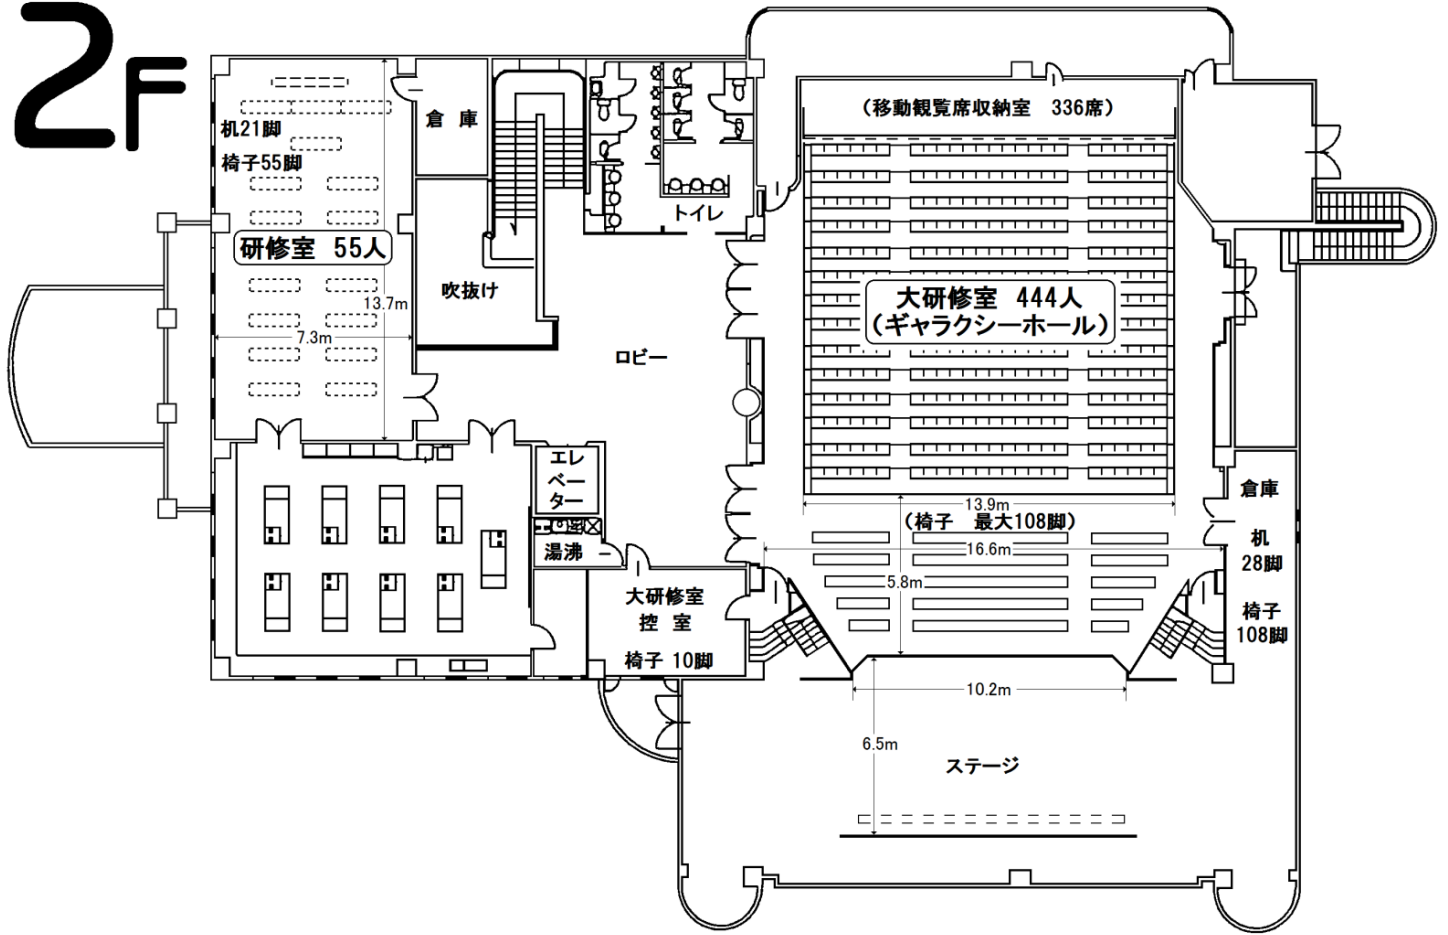 2F
(移動観覧席収納室 336席)
倉 庫
机21脚
椅子55脚
トイレ
研修室 55人
吹抜け
13.7m
7.3m
大研修室 444人
(ギャラクシーホール)
ロビー
エレ
ベー
ター
湯沸
13.9m
(椅子 最大108脚)
16.6m
5.8m
倉庫
机
28脚
椅子
108脚
大研修室
控 室
椅子 10脚
10.2m
6.5m
ステージ